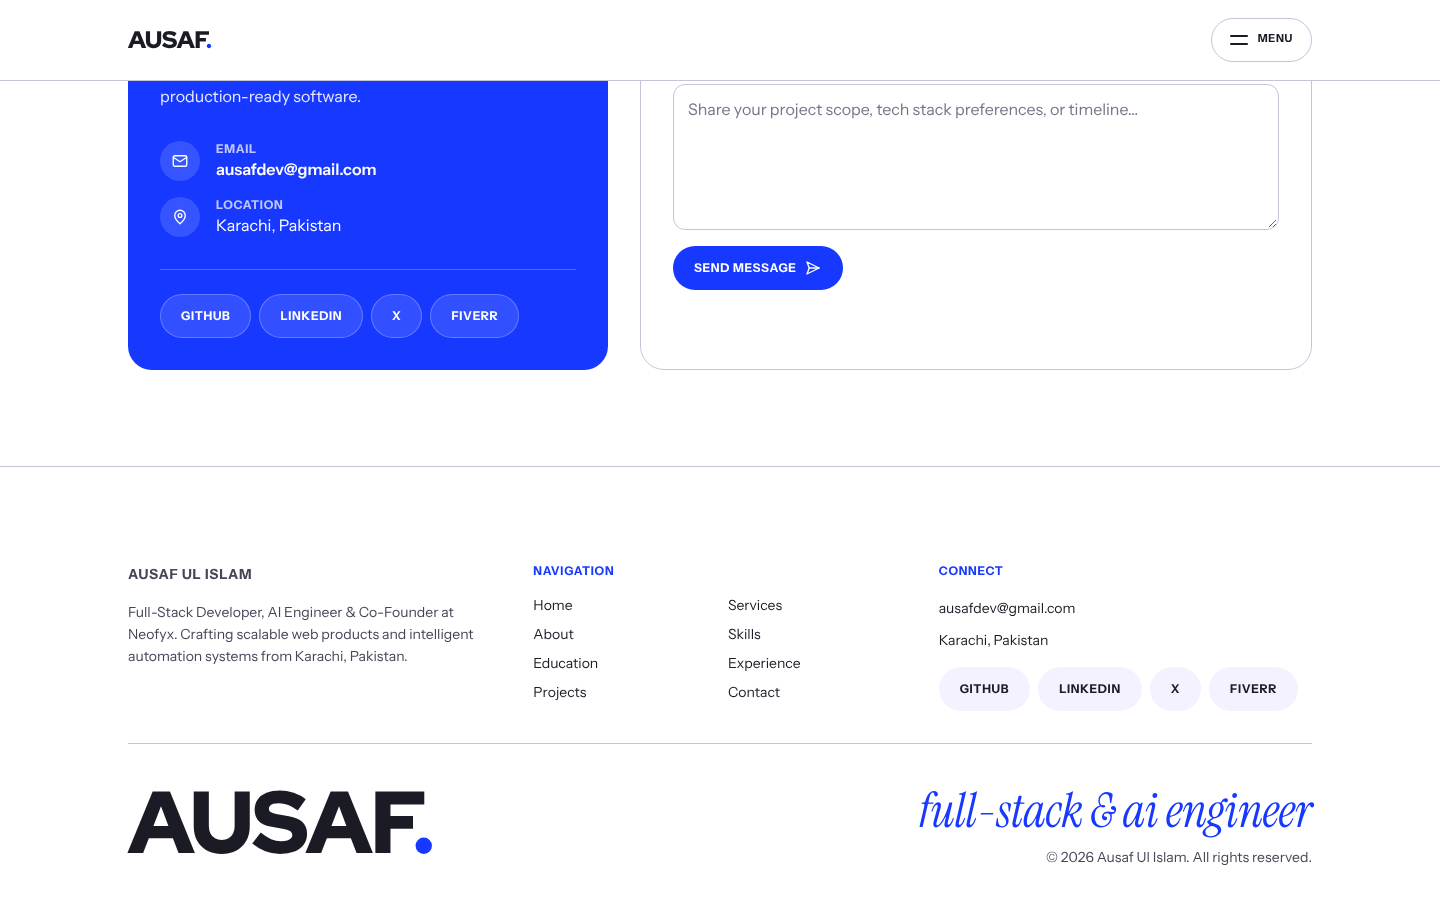 AUSAF.
MENU
production-ready software.
EMAIL
ausafdev@gmail.com
LOCATION
Karachi, Pakistan
GITHUB
LINKEDIN
X
FIVERR
Share your project scope, tech stack preferences, or timeline...
SEND MESSAGE
AUSAF UL ISLAM
Full-Stack Developer, AI Engineer & Co-Founder at
Neofyx. Crafting scalable web products and intelligent
automation systems from Karachi, Pakistan.
NAVIGATION
Home
About
Education
Projects
Services
Skills
Experience
Contact
CONNECT
ausafdev@gmail.com
Karachi, Pakistan
GITHUB
LINKEDIN
X
FIVERR
AUSAF.
full-stack & ai engineer
© 2026 Ausaf Ul Islam. All rights reserved.